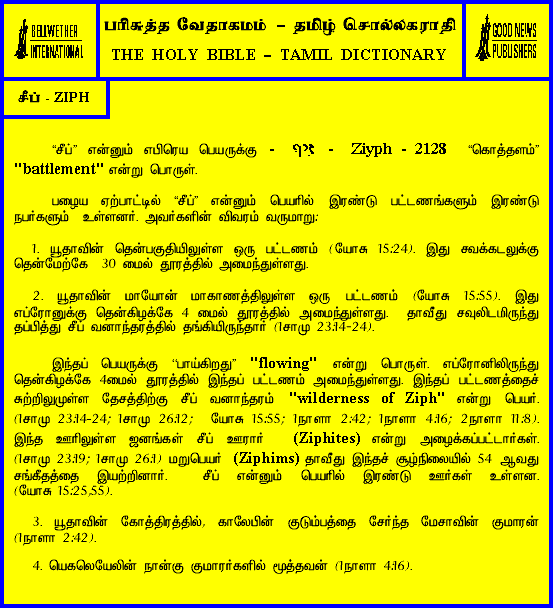 BELLWETHER
INTERNATIONAL
பரிசுத்த வேதாகமம் – தமிழ் சொல்லகராதி
THE HOLY BIBLE – TAMIL DICTIONARY
GOOD NEWS
PUBLISHERS
சீப் - ZIPH
“சீப்” என்னும் எபிரெய பெயருக்கு - זיף - Ziyph - 2128 “கொத்தளம்”
"battlement" என்று பொருள்.
பழைய ஏற்பாட்டில் “சீப்” என்னும் பெயரில் இரண்டு பட்டணங்களும் இரண்டு
நபர்களும் உள்ளனர். அவர்களின் விவரம் வருமாறு:
1. யூதாவின் தென்பகுதியிலுள்ள ஒரு பட்டணம் (யோசு 15:24). இது சவக்கடலுக்கு
தென்மேற்கே 30 மைல் தூரத்தில் அமைந்துள்ளது.
2. யூதாவின் மாயோன் மாகாணத்திலுள்ள ஒரு பட்டணம் (யோசு 15:55). இது
எப்ரோனுக்கு தென்கிழக்கே 4 மைல் தூரத்தில் அமைந்துள்ளது. தாவீது சவுலிடமிருந்து
தப்பித்து சீப் வனாந்தரத்தில் தங்கியிருந்தார் (1சாமு 23:14-24).
இந்தப் பெயருக்கு “பாய்கிறது” "flowing" என்று பொருள். எப்ரோனிலிருந்து
தென்கிழக்கே 4மைல் தூரத்தில் இந்தப் பட்டணம் அமைந்துள்ளது. இந்தப் பட்டணத்தைச்
சுற்றிலுமுள்ள தேசத்திற்கு சீப் வனாந்தரம் "wilderness of Ziph" என்று பெயர்.
(1சாமு 23:14-24; 1சாமு 26:12; யோசு 15:55; 1நாளா 2:42; 1நாளா 4:16; 2நாளா 11:8).
இந்த ஊரிலுள்ள ஜனங்கள் சீப் ஊரார் (Ziphites) என்று அழைக்கப்பட்டார்கள்.
(1சாமு 23:19; 1சாமு 26:1) மறுபெயர் (Ziphims) தாவீது இந்தச் சூழ்நிலையில் 54 ஆவது
சங்கீதத்தை இயற்றினார். சீப் என்னும் பெயரில் இரண்டு ஊர்கள் உள்ளன.
(யோசு 15:25,55).
3. யூதாவின் கோத்திரத்தில், காலேபின் குடும்பத்தை சேர்ந்த மேசாவின் குமாரன்
(1நாளா 2:42).
4. யெகலெயேலின் நான்கு குமாரர்களில் மூத்தவன் (1நாளா 4:16).